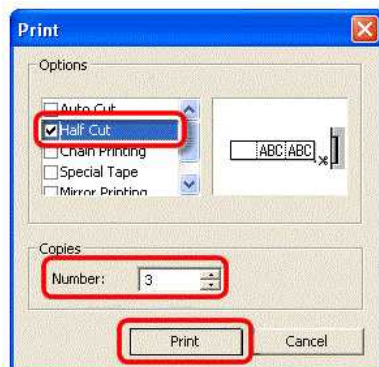 Print
Options
Auto Cut
Half Cut
Chain Printing
Special Tape
Mirror Printing
ABC ABC
Copies
Number: 3
Print Cancel